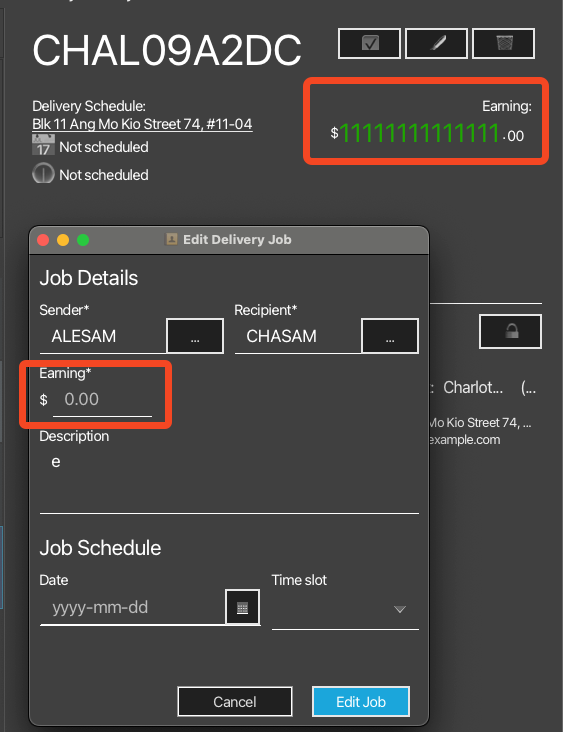 CHAL09A2DC
Delivery Schedule:
Blk 11 Ang Mo Kio Street 74, #11-04
17 Not scheduled
Not scheduled
Earning:
$11111111111111.00
Edit Delivery Job
Job Details
Sender*
Recipient*
ALESAM ...
CHASAM ...
Earning*
$ 0.00
Description
e
Job Schedule
Date
Time slot
yyyy-mm-dd
Cancel
Edit Job
: Charlot... (...
Mo Kio Street 74, ...
example.com